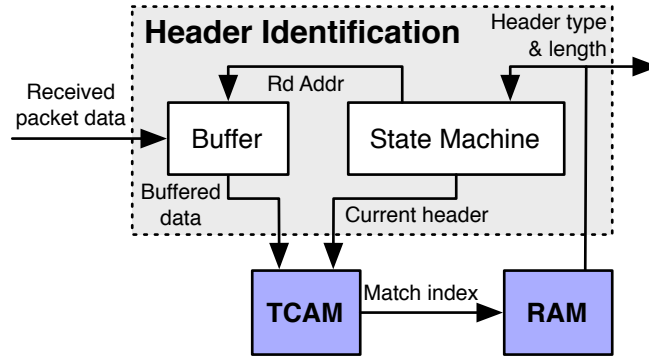 Header Identification
Header type
& length
Received
packet data
Rd Addr
Buffer
State Machine
Buffered
data
Current header
TCAM
Match index
RAM